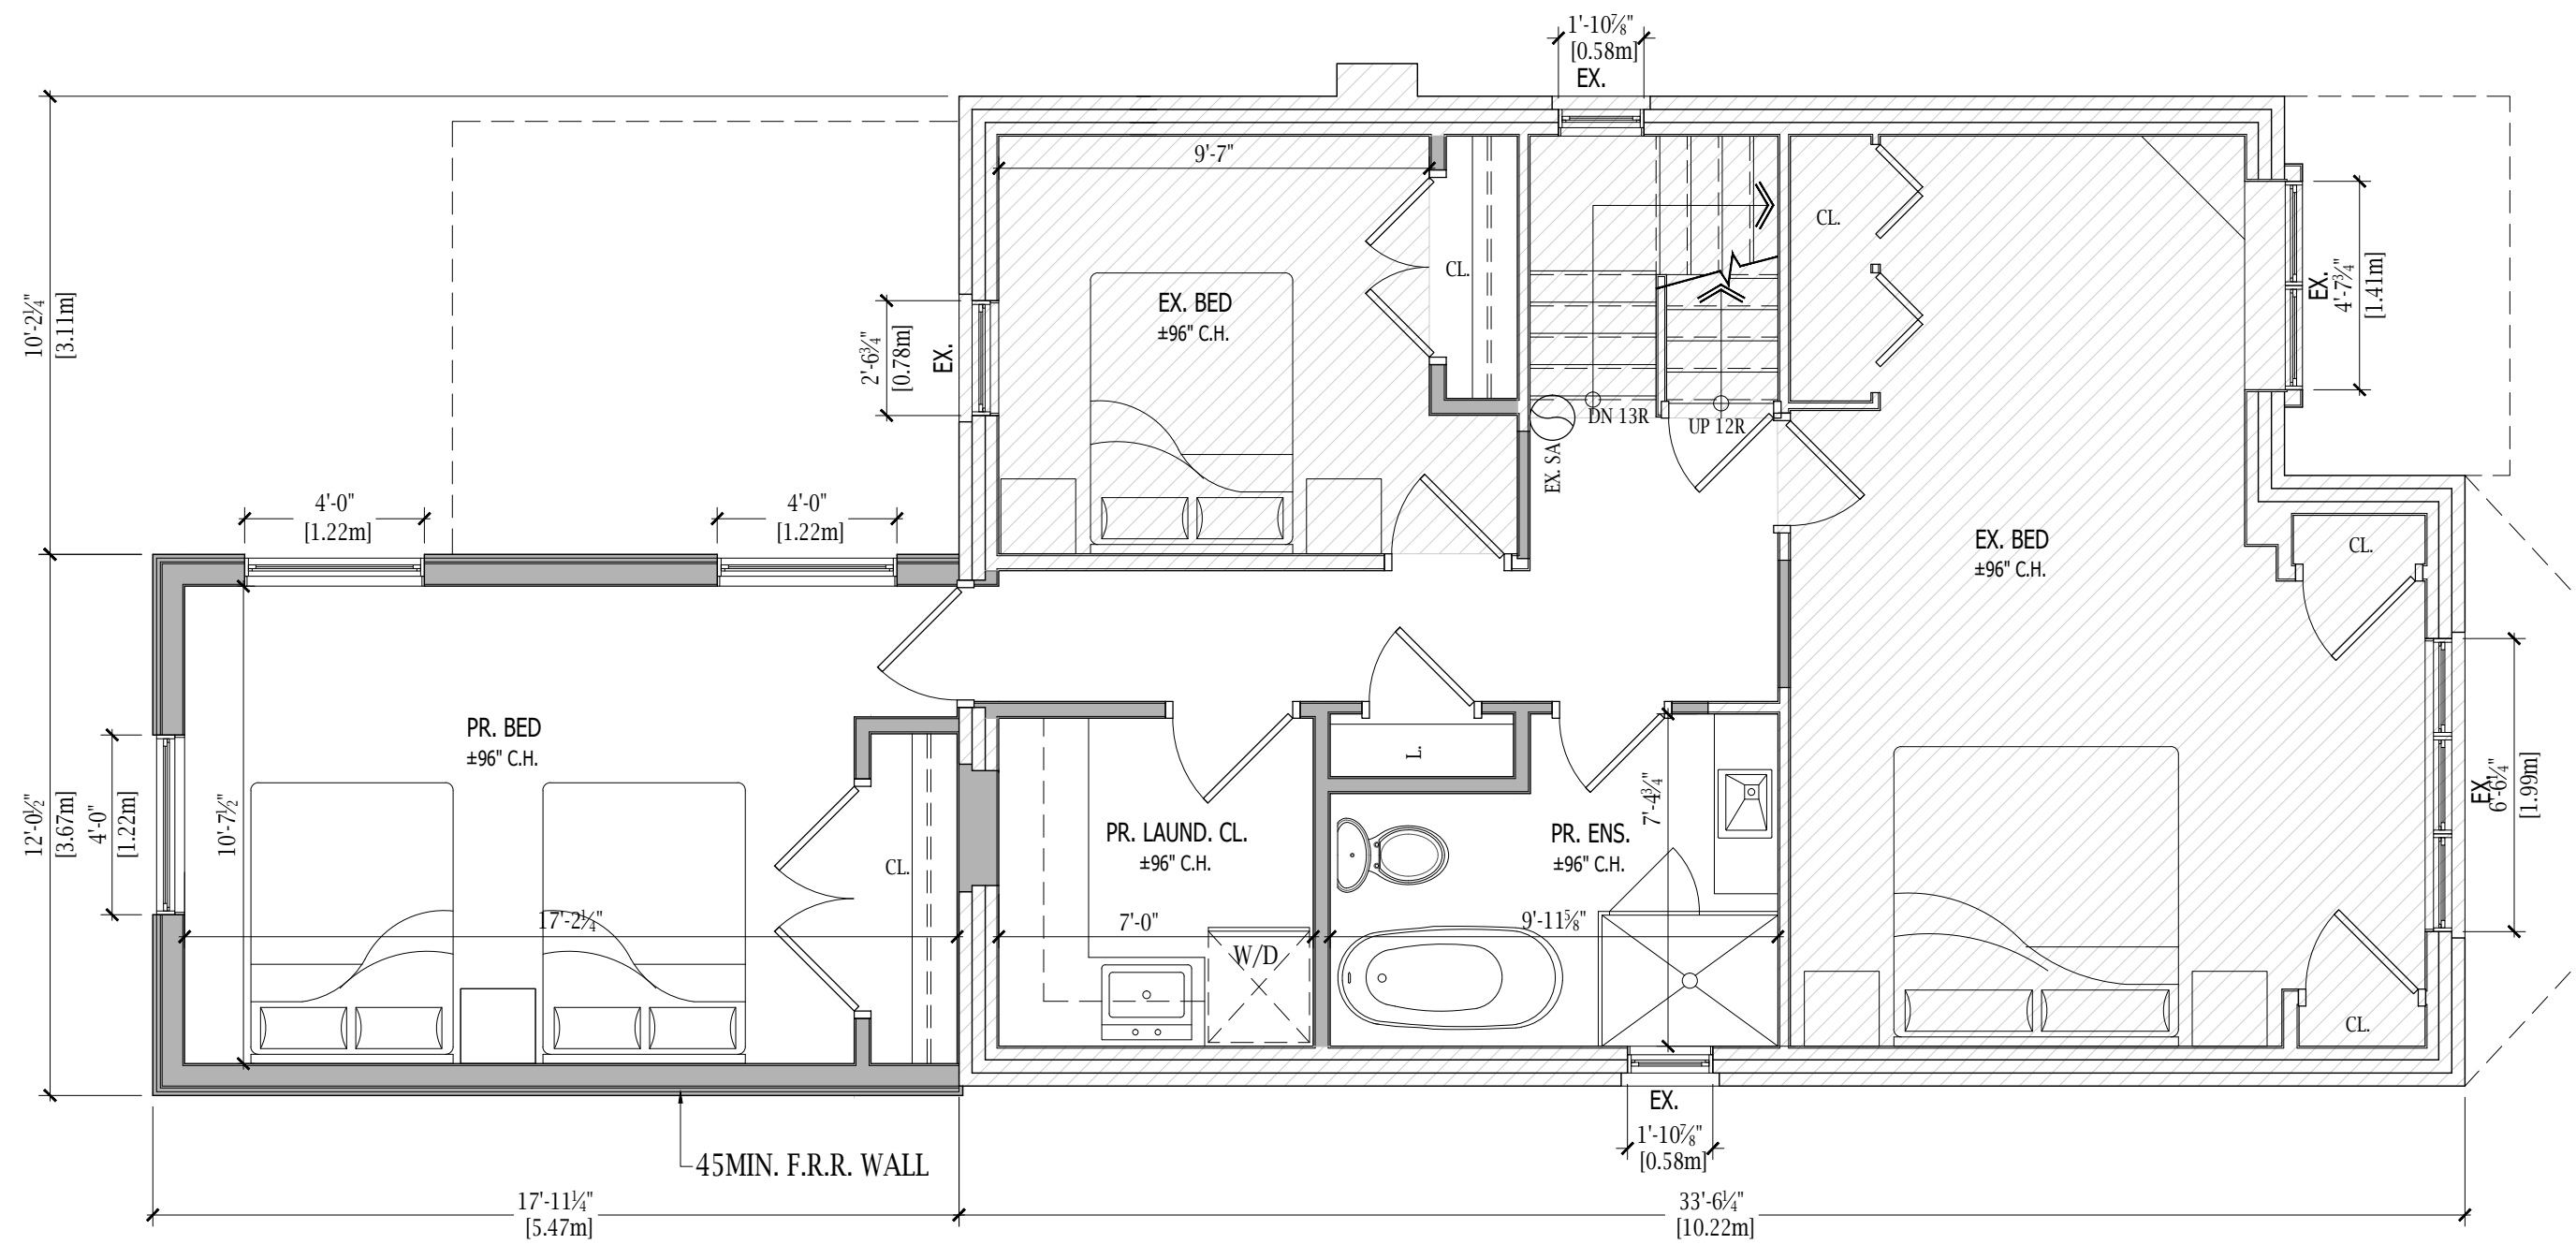 1'-10⅞"
[0.58m]
EX.
9'-7"
CL.
CL.
EX. BED
±96" C.H.
10'-2¼"
[3.11m]
2'-6¾"
[0.78m]
EX.
EX.
4'-7¾"
[1.41m]
DN 13R
UP 12R
EX. SA
4'-0"
[1.22m]
4'-0"
[1.22m]
EX. BED
±96" C.H.
CL.
PR. BED
±96" C.H.
L.
12'-0½"
[3.67m]
4'-0"
[1.22m]
10'-7½"
CL.
PR. LAUND. CL.
±96" C.H.
PR. ENS.
±96" C.H.
7'-4¾"
EX.
6'-6¼"
[1.99m]
17'-2¼"
7'-0"
9'-11⅝"
W/D
CL.
EX.
1'-10⅞"
[0.58m]
45MIN. F.R.R. WALL
17'-11¼"
[5.47m]
33'-6¼"
[10.22m]